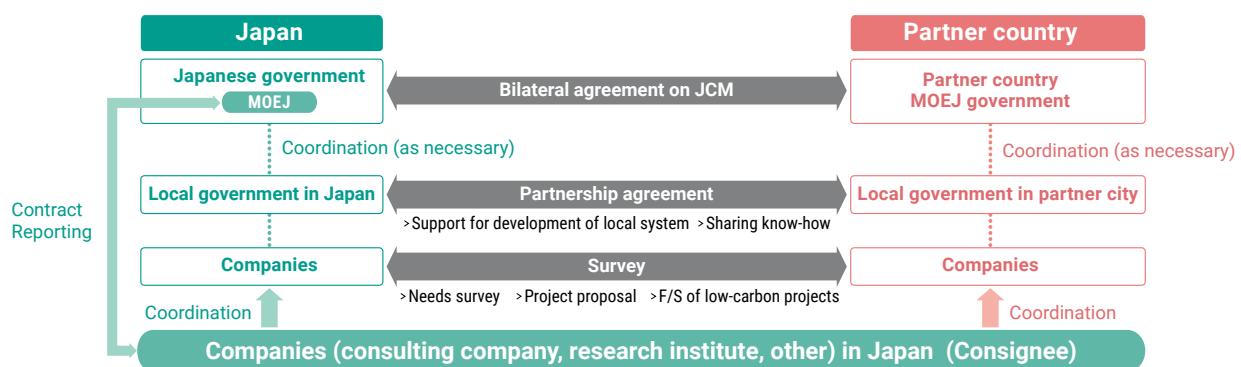 Japan
Partner country
Japanese government
MOEJ
Bilateral agreement on JCM
Partner country
MOEJ government
Coordination (as necessary)
Coordination (as necessary)
Contract
Reporting
Local government in Japan
Partnership agreement
Local government in partner city
>Support for development of local system >Sharing know-how
Companies
Survey
Companies
>Needs survey >Project proposal >F/S of low-carbon projects
Coordination
Coordination
Companies (consulting company, research institute, other) in Japan (Consignee)